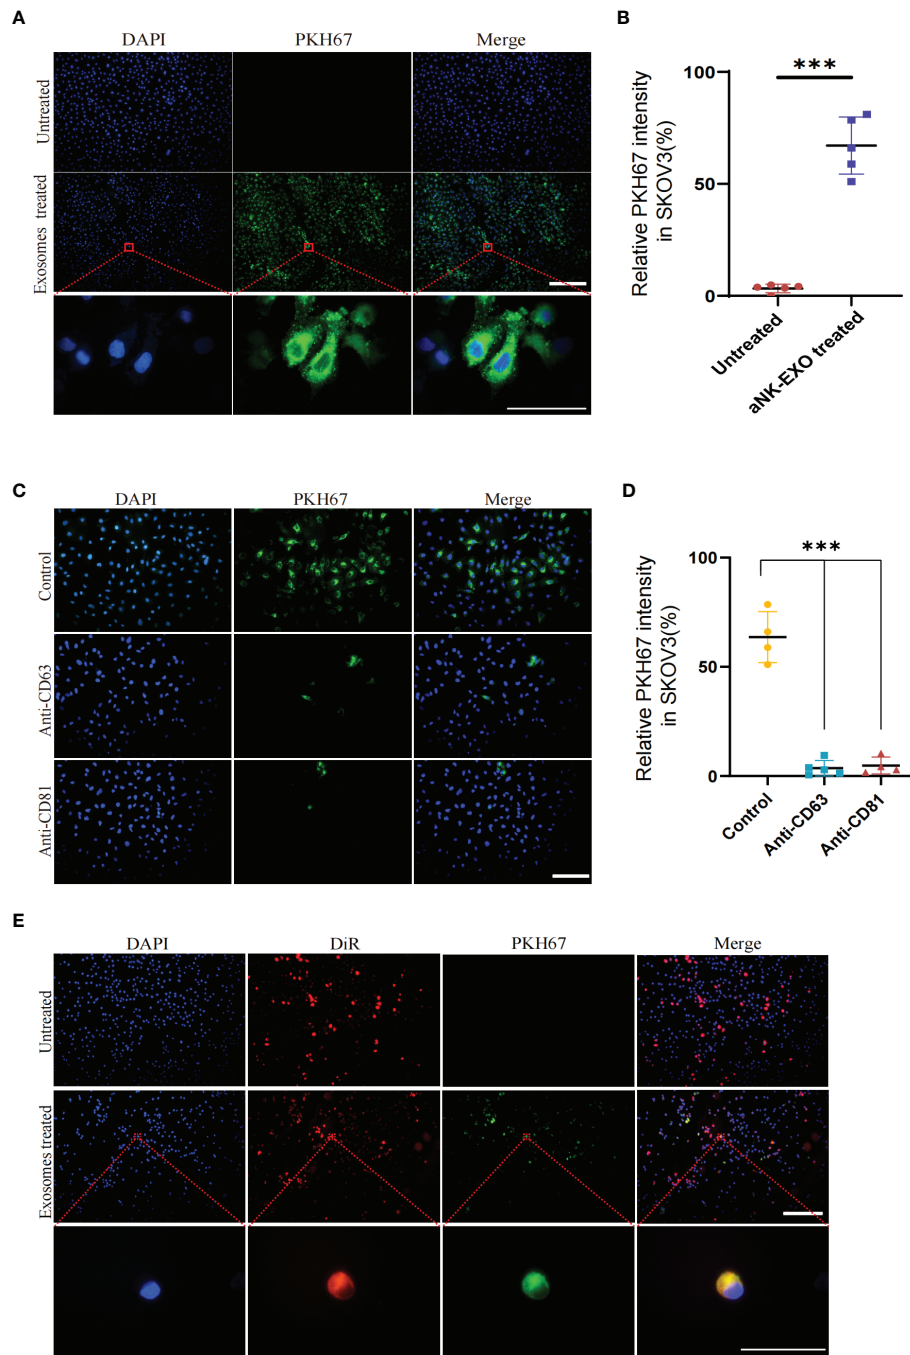 A
DAPI PKH67 Merge
Untreated
Exosomes treated
B
Relative PKH67 intensity
in SKOV3(%)
100
50
0
***
Untreated
aNK-EXO treated
C
DAPI PKH67 Merge
Control
Anti-CD63
Anti-CD81
D
Relative PKH67 intensity
in SKOV3(%)
100
50
0
***
Control
Anti-CD63
Anti-CD81
E
DAPI DiR PKH67 Merge
Untreated
Exosomes treated